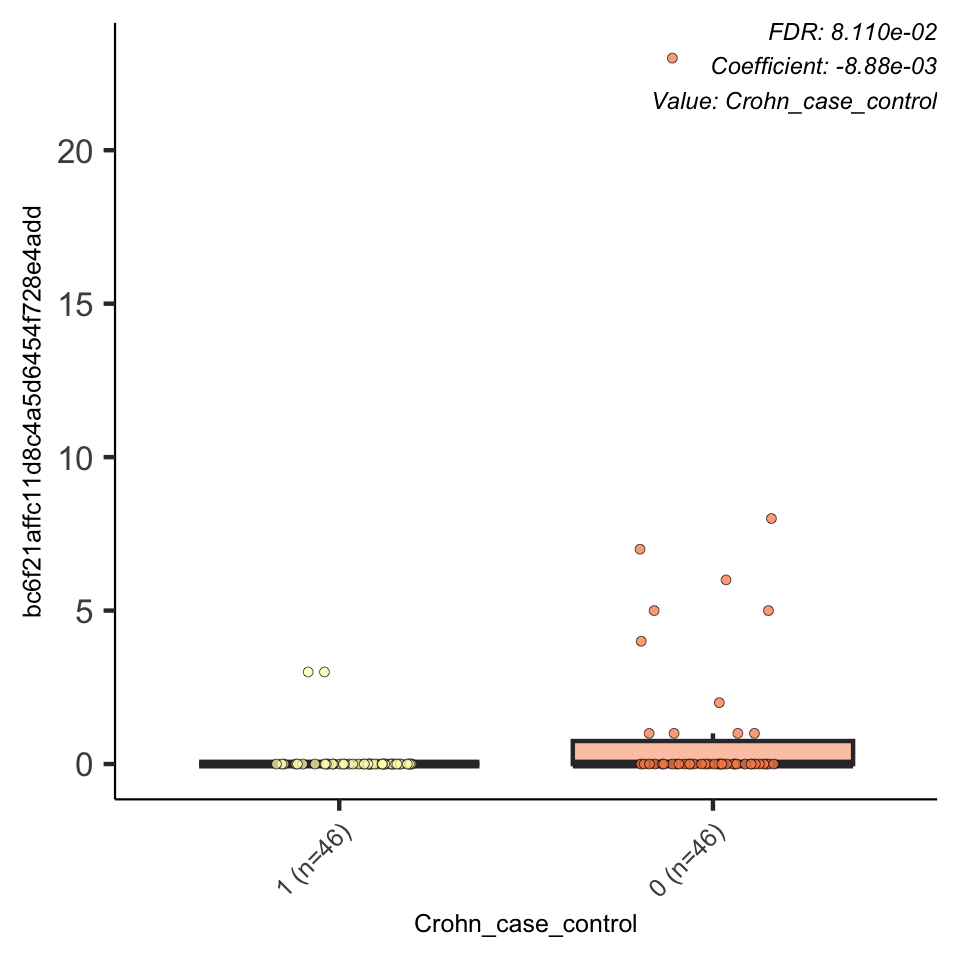 FDR: 8.110e-02
Coefficient: -8.88e-03
Value: Crohn_case_control
20
15
10
5
0
bc6f21affc11d8c4a5d6454f728e4add
1 (n=46)
0 (n=46)
Crohn_case_control